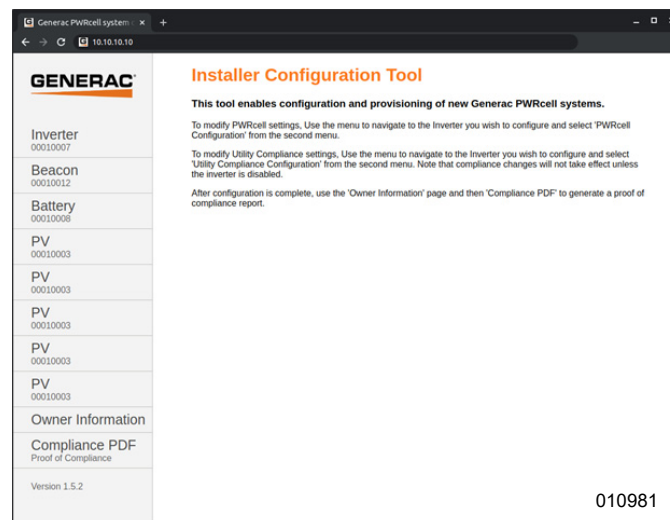 Generac PWRcell system
10.10.10.10
GENERAC
Inverter
00010007
Beacon
00010012
Battery
00010008
PV
00010003
PV
00010003
PV
00010003
PV
00010003
PV
00010003
Owner Information
Compliance PDF
Proof of Compliance
Version 1.5.2
Installer Configuration Tool
This tool enables configuration and provisioning of new Generac PWRcell systems.
To modify PWRcell settings, Use the menu to navigate to the Inverter you wish to configure and select 'PWRcell
Configuration' from the second menu.
To modify Utility Compliance settings, Use the menu to navigate to the Inverter you wish to configure and select
'Utility Compliance Configuration' from the second menu. Note that compliance changes will not take effect unless
the inverter is disabled.
After configuration is complete, use the 'Owner Information' page and then 'Compliance PDF' to generate a proof of
compliance report.
010981